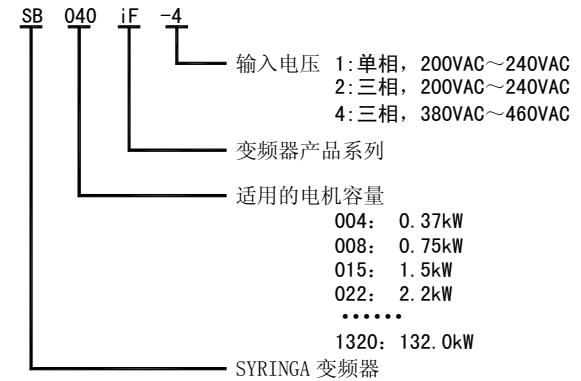 SB 040 iF -4
输入电压 1:单相，200VAC～240VAC
2:三相，200VAC～240VAC
4:三相，380VAC～460VAC
变频器产品系列
适用的电机容量
004： 0.37kW
008： 0.75kW
015： 1.5kW
022： 2.2kW
••••••
1320：132.0kW
SYRINGA 变频器